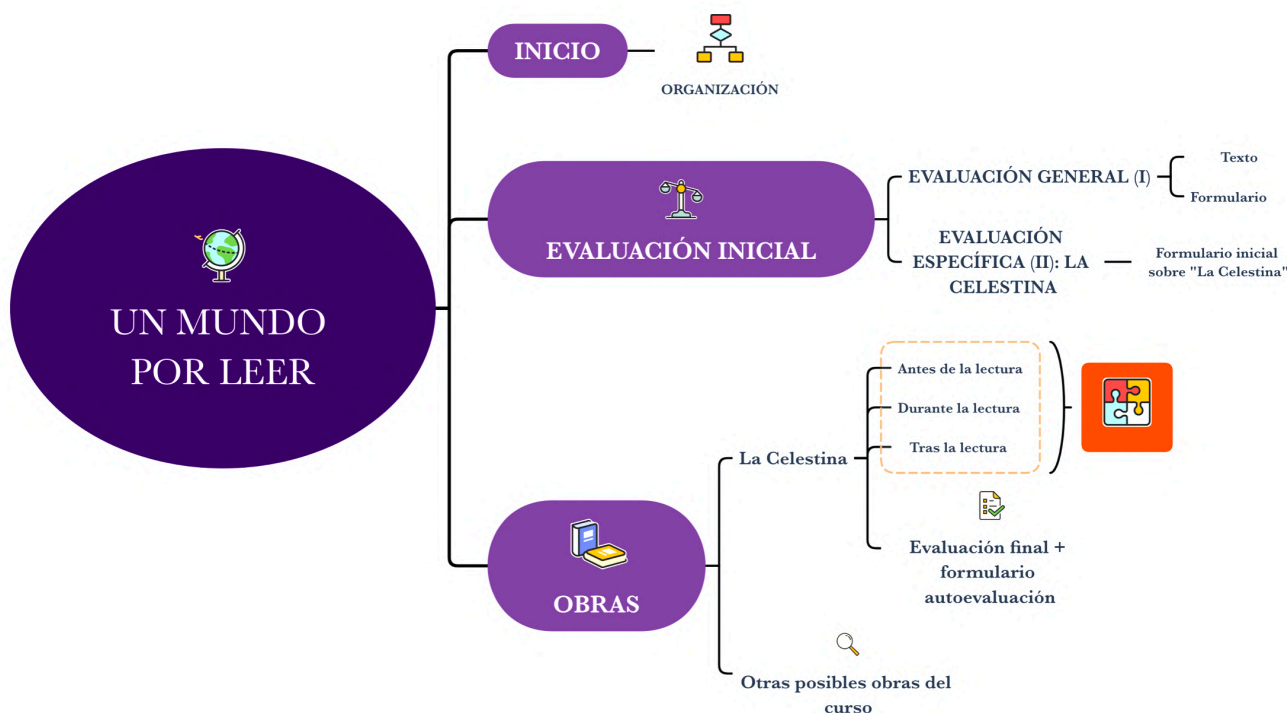 UN MUNDO
POR LEER
INICIO
ORGANIZACIÓN
EVALUACIÓN INICIAL
EVALUACIÓN GENERAL (I)
Texto
Formulario
EVALUACIÓN
ESPECÍFICA (II): LA
CELESTINA
Formulario inicial
sobre "La Celestina"
OBRAS
La Celestina
Antes de la lectura
Durante la lectura
Tras la lectura
Evaluación final +
formulario
autoevaluación
Otras posibles obras del
curso